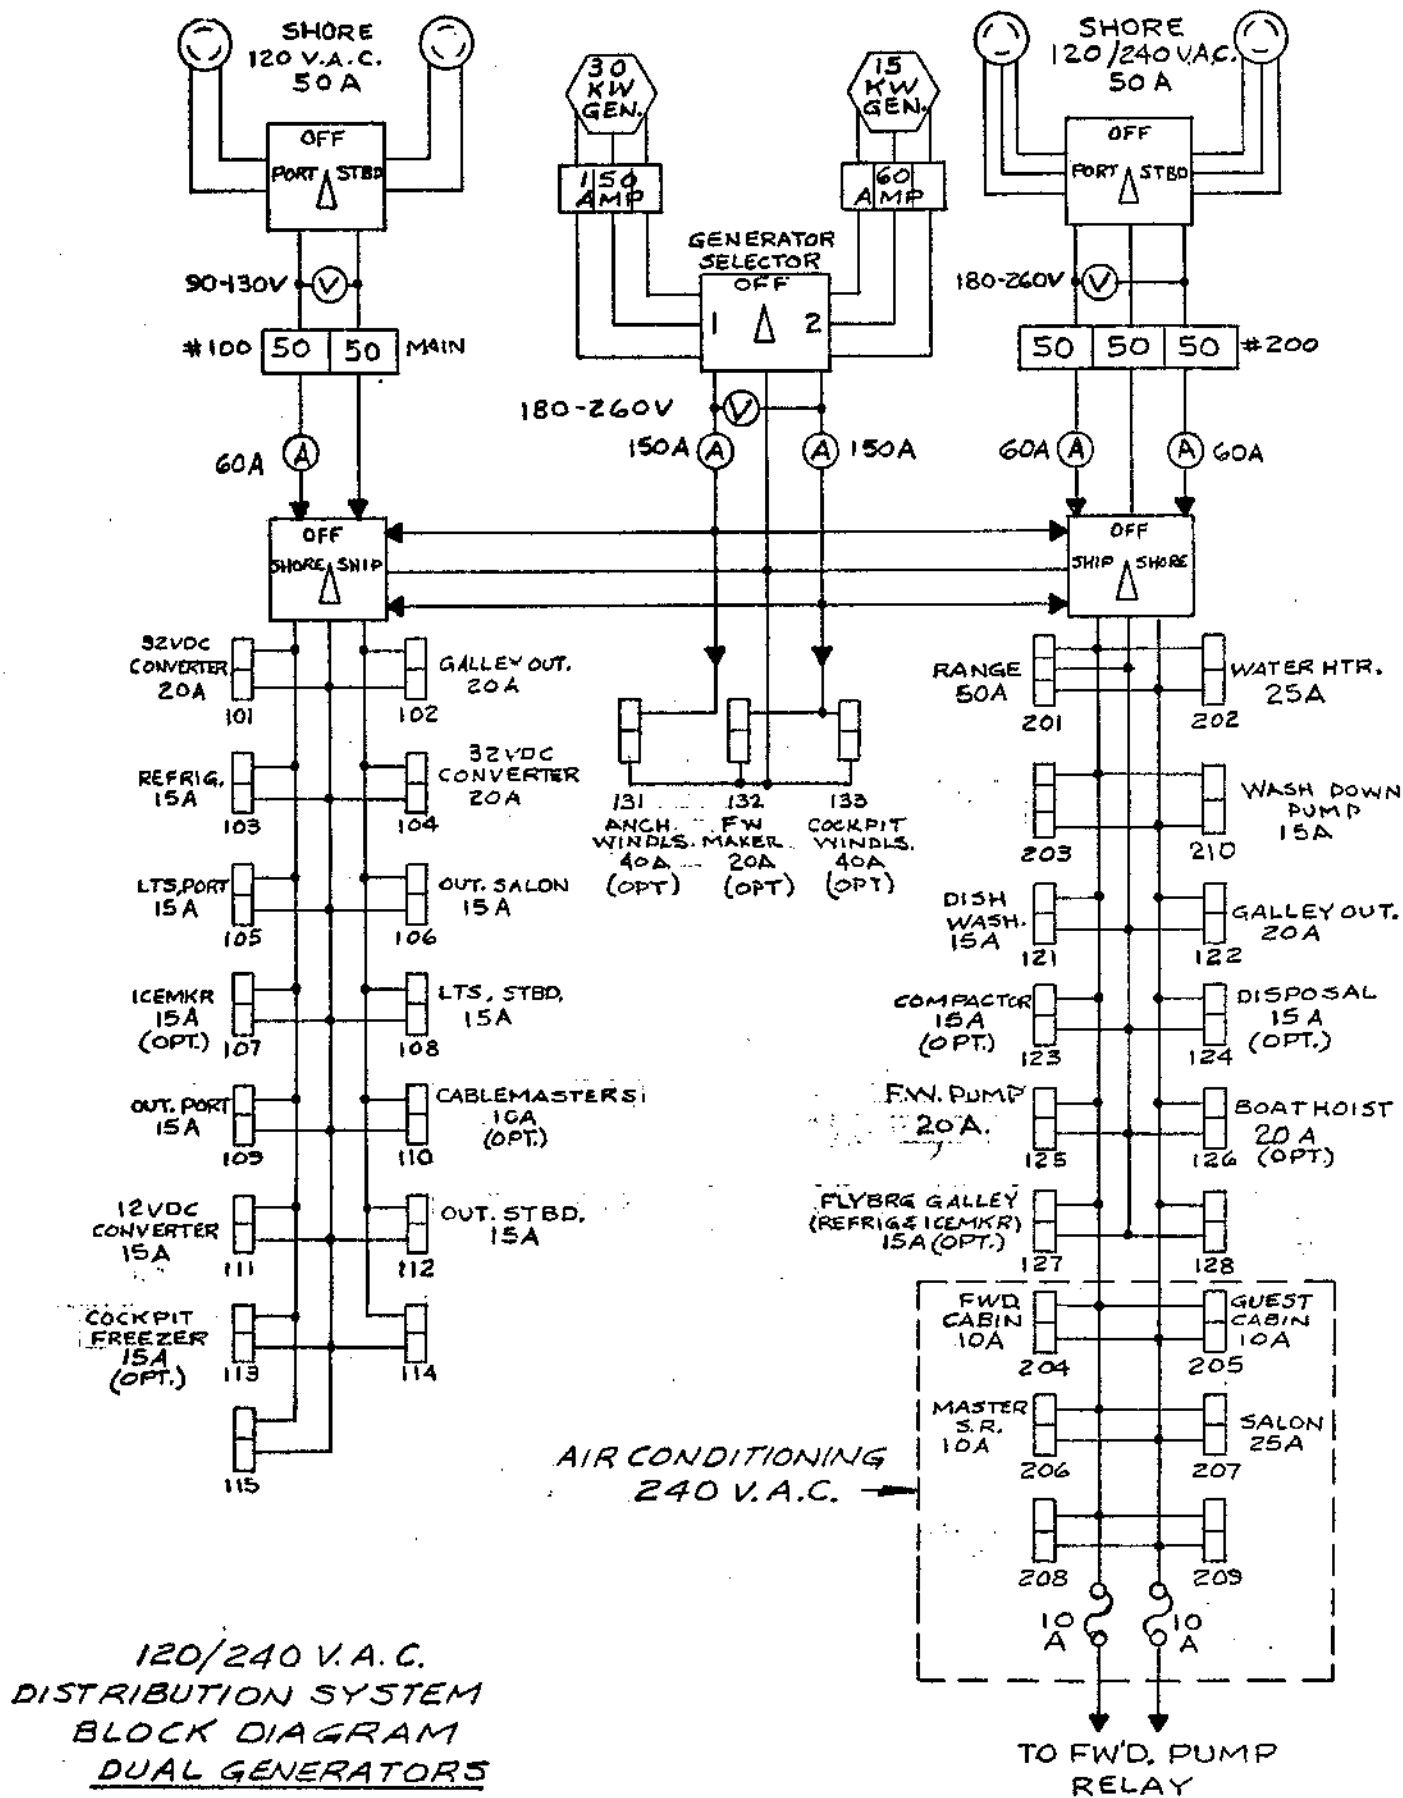 SHORE
120 V.A.C.
50A
OFF
PORT STBD
90-130V
V
#100
50
50
MAIN
60A
A
OFF
SHORE SHIP
30
KW
GEN.
150
AMP
15
KW
GEN.
60
AMP
GENERATOR
SELECTOR
OFF
1
2
180-260V
V
150A
A
A
150A
SHORE
120/240 V.A.C.
50A
OFF
PORT STBD
180-260V
V
50
50
50
#200
60A
A
A
60A
OFF
SHIP SHORE
32VDC
CONVERTER
20A
101
GALLEY OUT.
20A
102
REFRIG.
15A
103
32VDC
CONVERTER
20A
104
LTS, PORT
15A
105
OUT. SALON
15A
106
ICEMKR
15A
(OPT.)
107
LTS, STBD,
15A
108
OUT. PORT
15A
109
CABLEMASTERS
10A
(OPT.)
110
12VDC
CONVERTER
15A
111
OUT. STBD,
15A
112
COCKPIT
FREEZER
15A
(OPT.)
113
114
115
131
ANCH.
WINDLS.
40A
(OPT)
132
FW
MAKER
20A
(OPT)
133
COCKPIT
WINDLS.
40A
(OPT)
RANGE
50A
201
WATER HTR.
25A
202
203
WASH DOWN
PUMP
15A
210
DISH
WASH.
15A
121
GALLEY OUT.
20A
122
COMPACTOR
15A
(OPT.)
123
DISPOSAL
15A
(OPT.)
124
F.W. PUMP
20A.
125
BOAT HOIST
20A
(OPT.)
126
FLYBRG GALLEY
(REFRIG & ICEMKR)
15A (OPT.)
127
128
FWD
CABIN
10A
204
GUEST
CABIN
10A
205
MASTER
S.R.
10A
206
SALON
25A
207
208
209
10
A
10
A
AIR CONDITIONING
240 V.A.C.
TO FW'D. PUMP
RELAY
120/240 V.A.C.
DISTRIBUTION SYSTEM
BLOCK DIAGRAM
DUAL GENERATORS